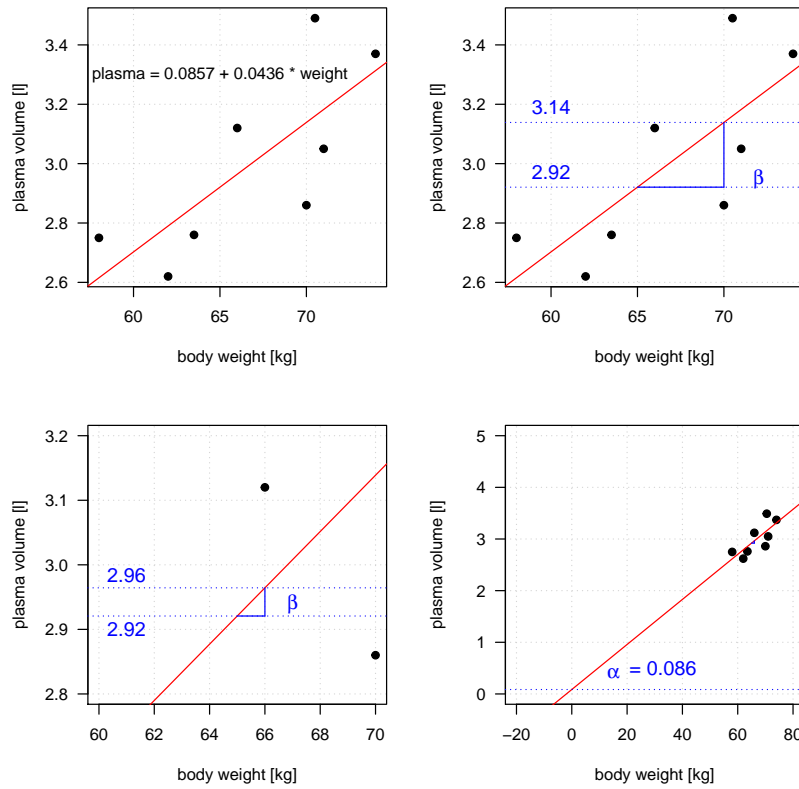 3.4
3.2
3.0
2.8
2.6
plasma volume [l]
plasma = 0.0857 + 0.0436 * weight
60 65 70
body weight [kg]
3.4
3.2
3.0
2.8
2.6
plasma volume [l]
3.14
2.92
β
60 65 70
body weight [kg]
3.2
3.1
3.0
2.9
2.8
plasma volume [l]
2.96
2.92
β
60 62 64 66 68 70
body weight [kg]
5
4
3
2
1
0
plasma volume [l]
α = 0.086
−20 0 20 40 60 80
body weight [kg]